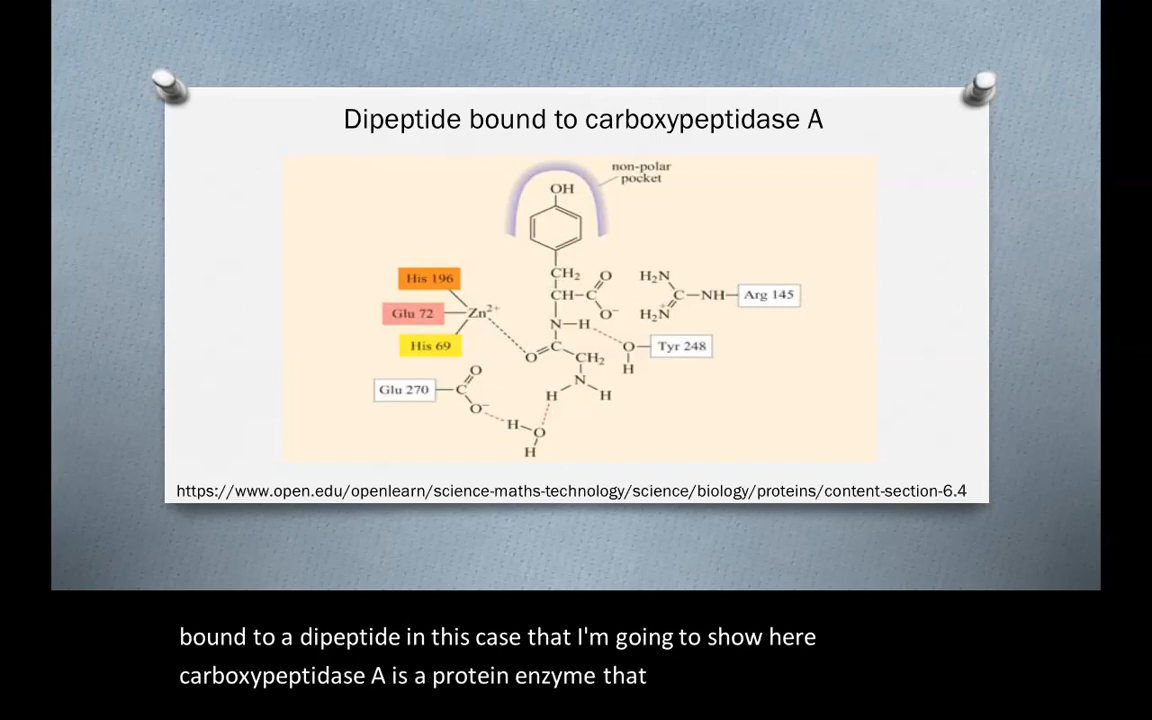 Dipeptide bound to carboxypeptidase A
non-polar
pocket
OH
CH₂
O
H₂N
His 196
CH
C
C
NH
Arg 145
Glu 72
Zn²⁺
O⁻
H₂N⁺
N
H
His 69
O
C
O
Tyr 248
CH₂
H
O
N
Glu 270
C
H
H
O⁻
H
O
H
https://www.open.edu/openlearn/science-maths-technology/science/biology/proteins/content-section-6.4
bound to a dipeptide in this case that I'm going to show here
carboxypeptidase A is a protein enzyme that